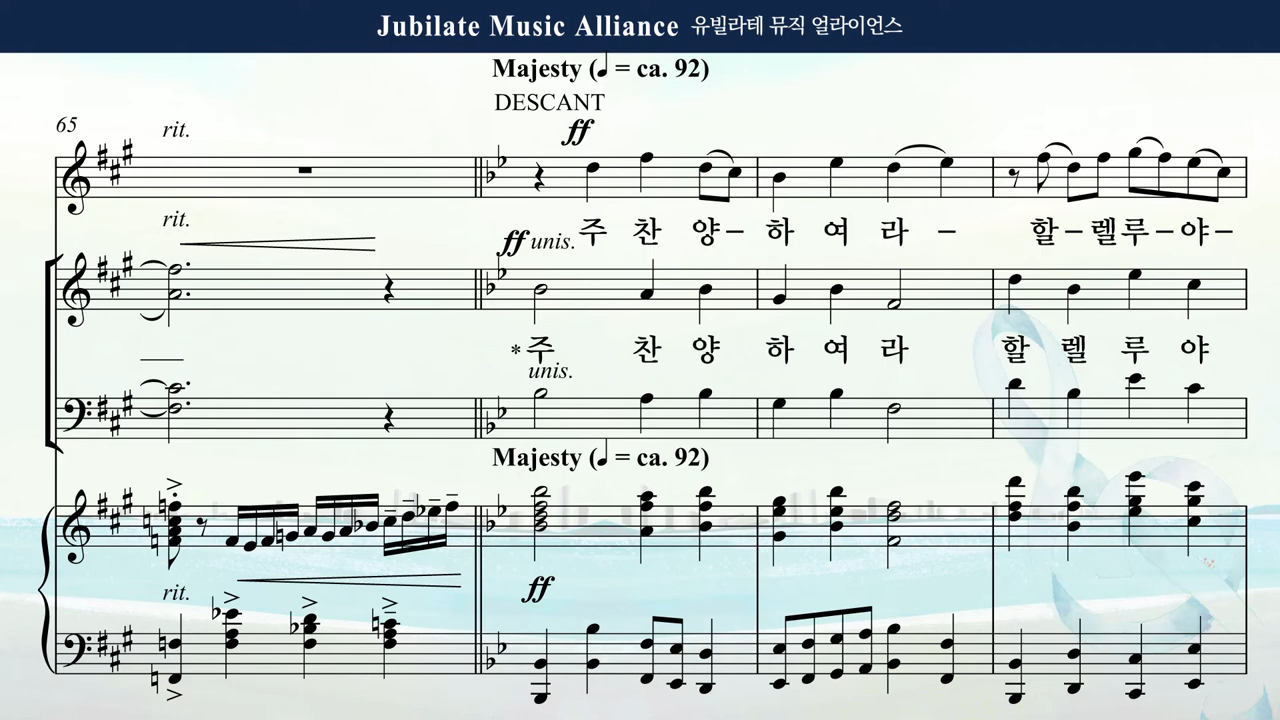 Jubilate Music Alliance 유빌라테 뮤직 얼라이언스
Majesty (♩ = ca. 92)
DESCANT
65
rit.
ff
주 찬 양 – 하 여 라 – 할 – 렐 루 – 야 –
rit.
ff unis.
* 주 찬 양 하 여 라 할 렐 루 야
unis.
Majesty (♩ = ca. 92)
rit.
ff